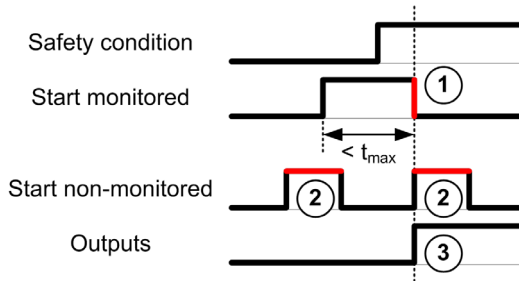 Safety condition
Start monitored
1
< tmax
Start non-monitored
2
2
Outputs
3